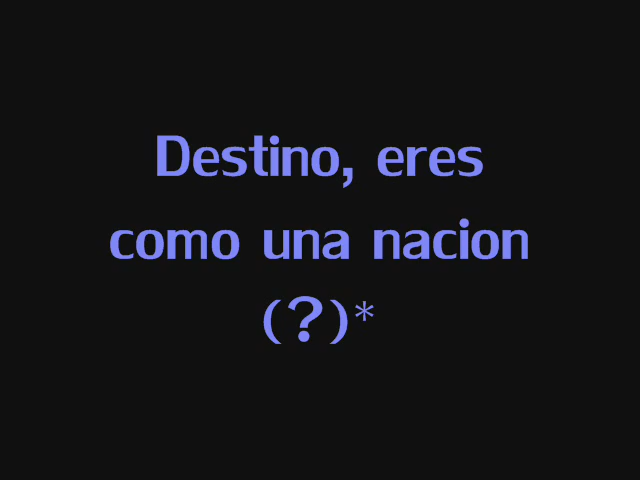 Destino, eres
como una nacion
(?)*